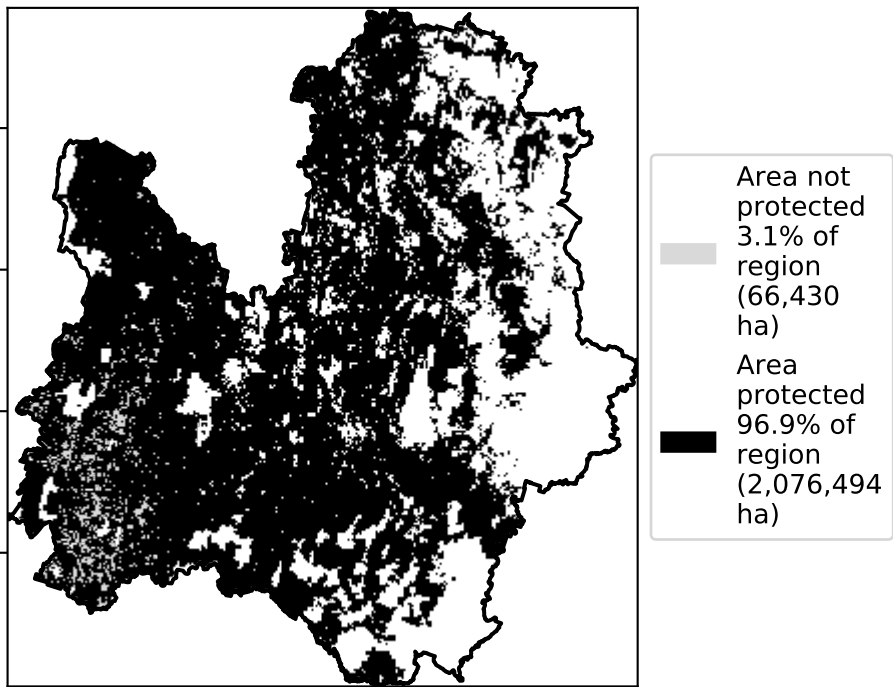 Area not
protected
3.1% of
region
(66,430
ha)
Area
protected
96.9% of
region
(2,076,494
ha)